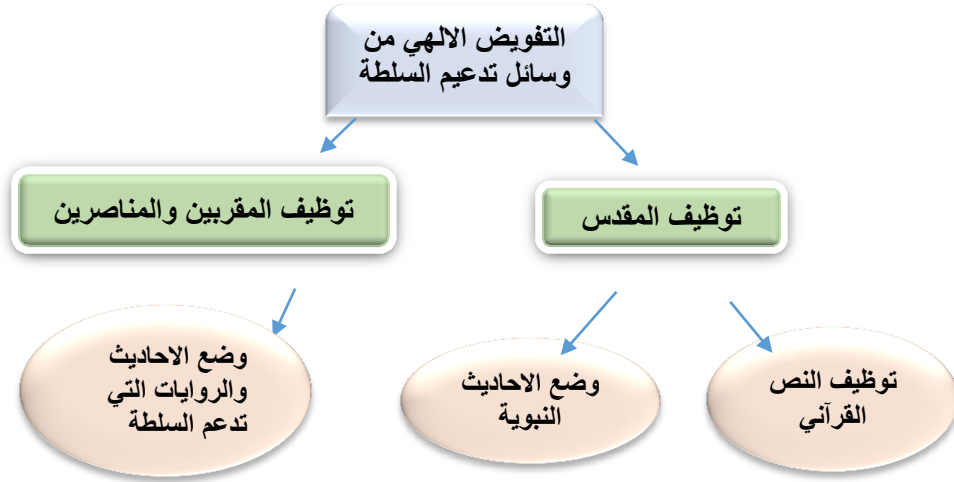 التفويض الالهي من
وسائل تدعيم السلطة
توظيف المقدس
توظيف المقربين والمناصرين
توظيف النص
القرآني
وضع الاحاديث
النبوية
وضع الاحاديث
والروايات التي
تدعم السلطة